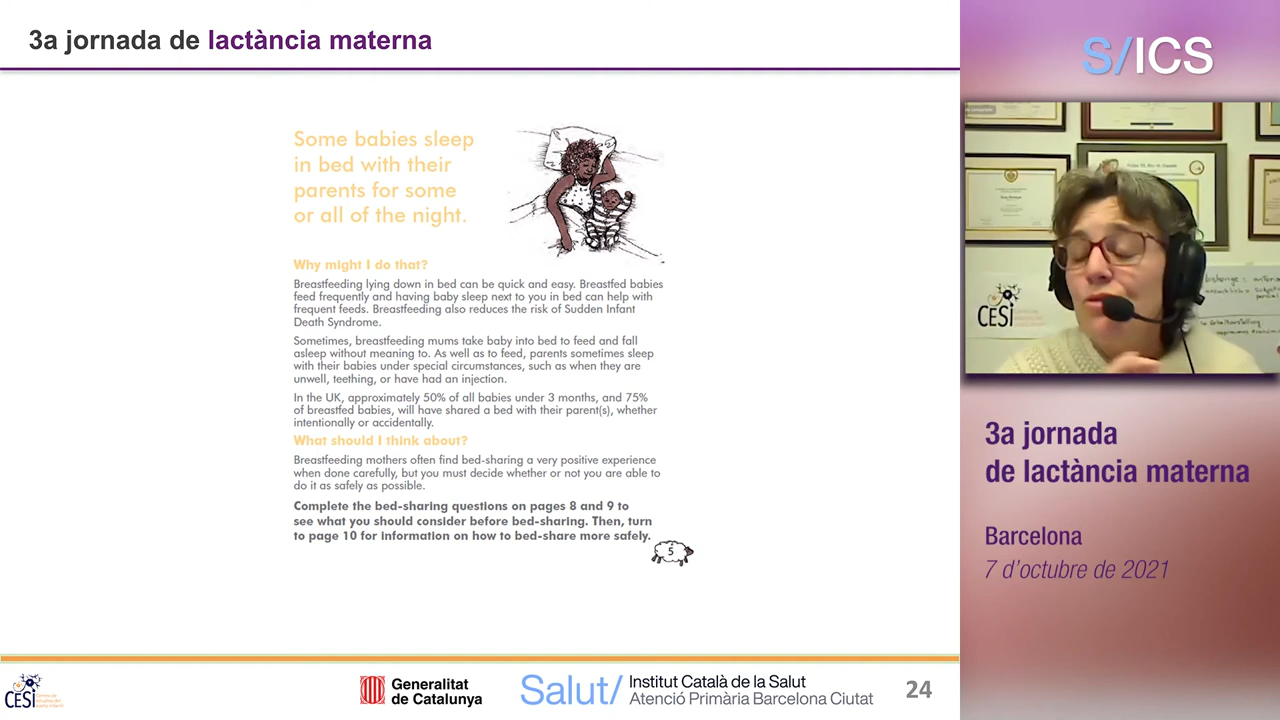 3a jornada de lactància materna
Some babies sleep
in bed with their
parents for some
or all of the night.
Why might I do that?
Breastfeeding lying down in bed can be quick and easy. Breastfed babies
feed frequently and having baby sleep next to you in bed can help with
frequent feeds. Breastfeeding also reduces the risk of Sudden Infant
Death Syndrome.
Sometimes, breastfeeding mums take baby into bed to feed and fall
asleep without meaning to. As well as to feed, parents sometimes sleep
with their babies under special circumstances, such as when they are
unwell, teething, or have had an injection.
In the UK, approximately 50% of all babies under 3 months, and 75%
of breastfed babies, will have shared a bed with their parent(s), whether
intentionally or accidentally.
What should I think about?
Breastfeeding mothers often find bed-sharing a very positive experience
when done carefully, but you must decide whether or not you are able to
do it as safely as possible.
Complete the bed-sharing questions on pages 8 and 9 to
see what you should consider before bed-sharing. Then, turn
to page 10 for information on how to bed-share more safely.
5
CESI
Generalitat
de Catalunya
Salut/
Institut Català de la Salut
Atenció Primària Barcelona Ciutat
24
S/ICS
CESI
3a jornada
de lactància materna
Barcelona
7 d'octubre de 2021